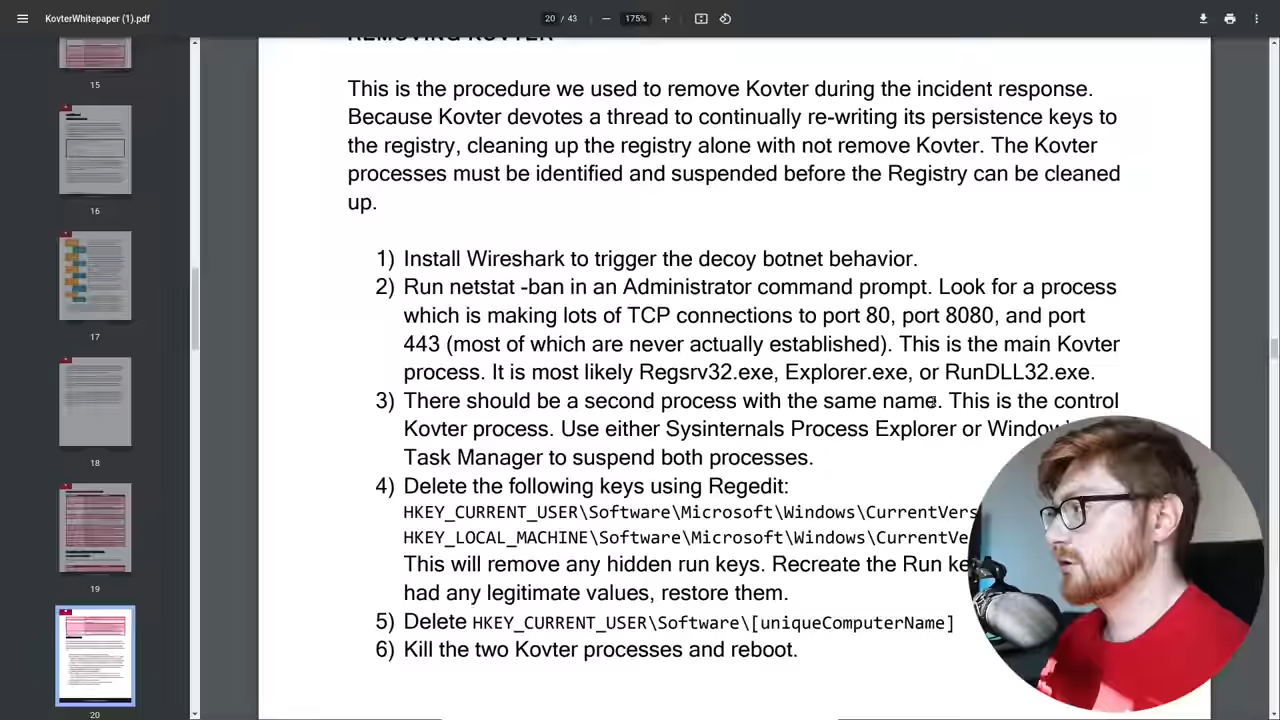 KovterWhitepaper (1).pdf
20 / 43
175%
15
16
17
18
19
20
REMOVING KOVTER
This is the procedure we used to remove Kovter during the incident response.
Because Kovter devotes a thread to continually re-writing its persistence keys to
the registry, cleaning up the registry alone with not remove Kovter. The Kovter
processes must be identified and suspended before the Registry can be cleaned
up.
1) Install Wireshark to trigger the decoy botnet behavior.
2) Run netstat -ban in an Administrator command prompt. Look for a process
which is making lots of TCP connections to port 80, port 8080, and port
443 (most of which are never actually established). This is the main Kovter
process. It is most likely Regsrv32.exe, Explorer.exe, or RunDLL32.exe.
3) There should be a second process with the same name. This is the control
Kovter process. Use either Sysinternals Process Explorer or Window
Task Manager to suspend both processes.
4) Delete the following keys using Regedit:
HKEY_CURRENT_USER\Software\Microsoft\Windows\CurrentVers
HKEY_LOCAL_MACHINE\Software\Microsoft\Windows\CurrentVe
This will remove any hidden run keys. Recreate the Run ke
had any legitimate values, restore them.
5) Delete HKEY_CURRENT_USER\Software\[uniqueComputerName]
6) Kill the two Kovter processes and reboot.